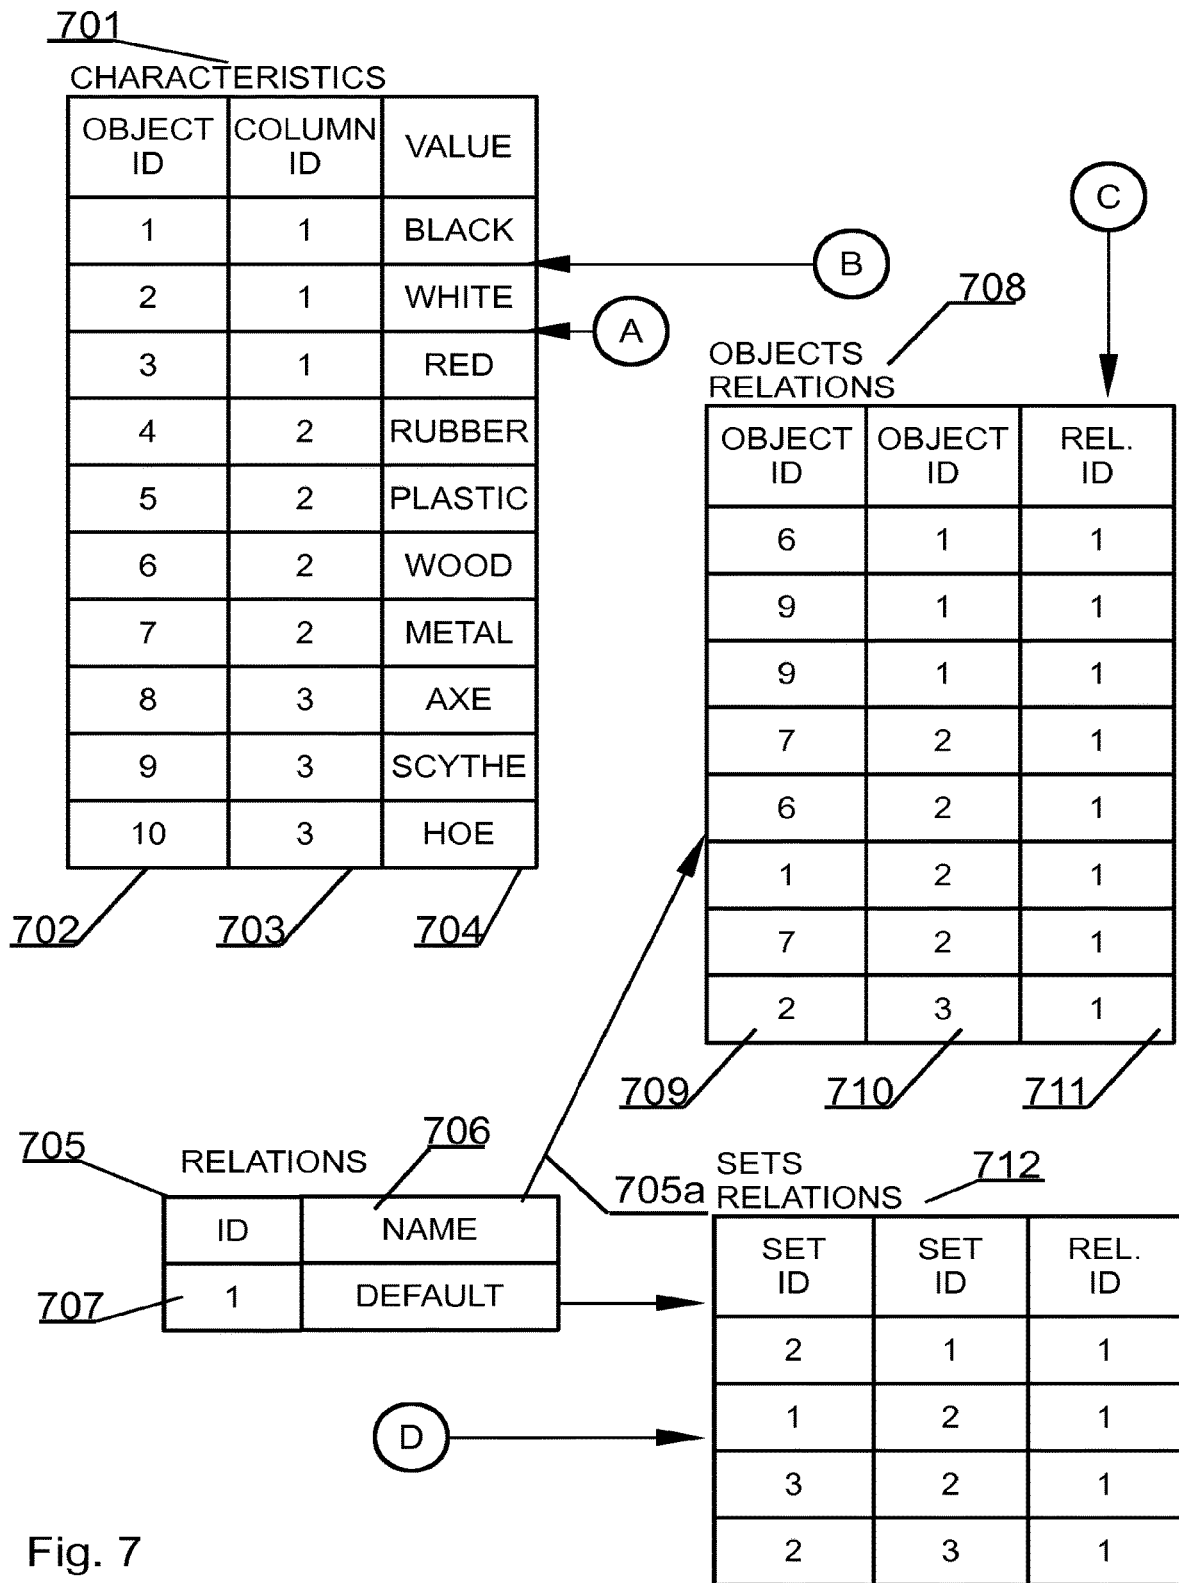 701
CHARACTERISTICS
OBJECT ID COLUMN ID VALUE
1 1 BLACK
2 1 WHITE
3 1 RED
4 2 RUBBER
5 2 PLASTIC
6 2 WOOD
7 2 METAL
8 3 AXE
9 3 SCYTHE
10 3 HOE
702 703 704
B
A
C
708
OBJECTS
RELATIONS
OBJECT ID OBJECT ID REL. ID
6 1 1
9 1 1
9 1 1
7 2 1
6 2 1
1 2 1
7 2 1
2 3 1
709 710 711
705
RELATIONS
706
ID NAME
1 DEFAULT
707
705a
SETS
RELATIONS
712
SET ID SET ID REL. ID
2 1 1
1 2 1
3 2 1
2 3 1
D
Fig. 7